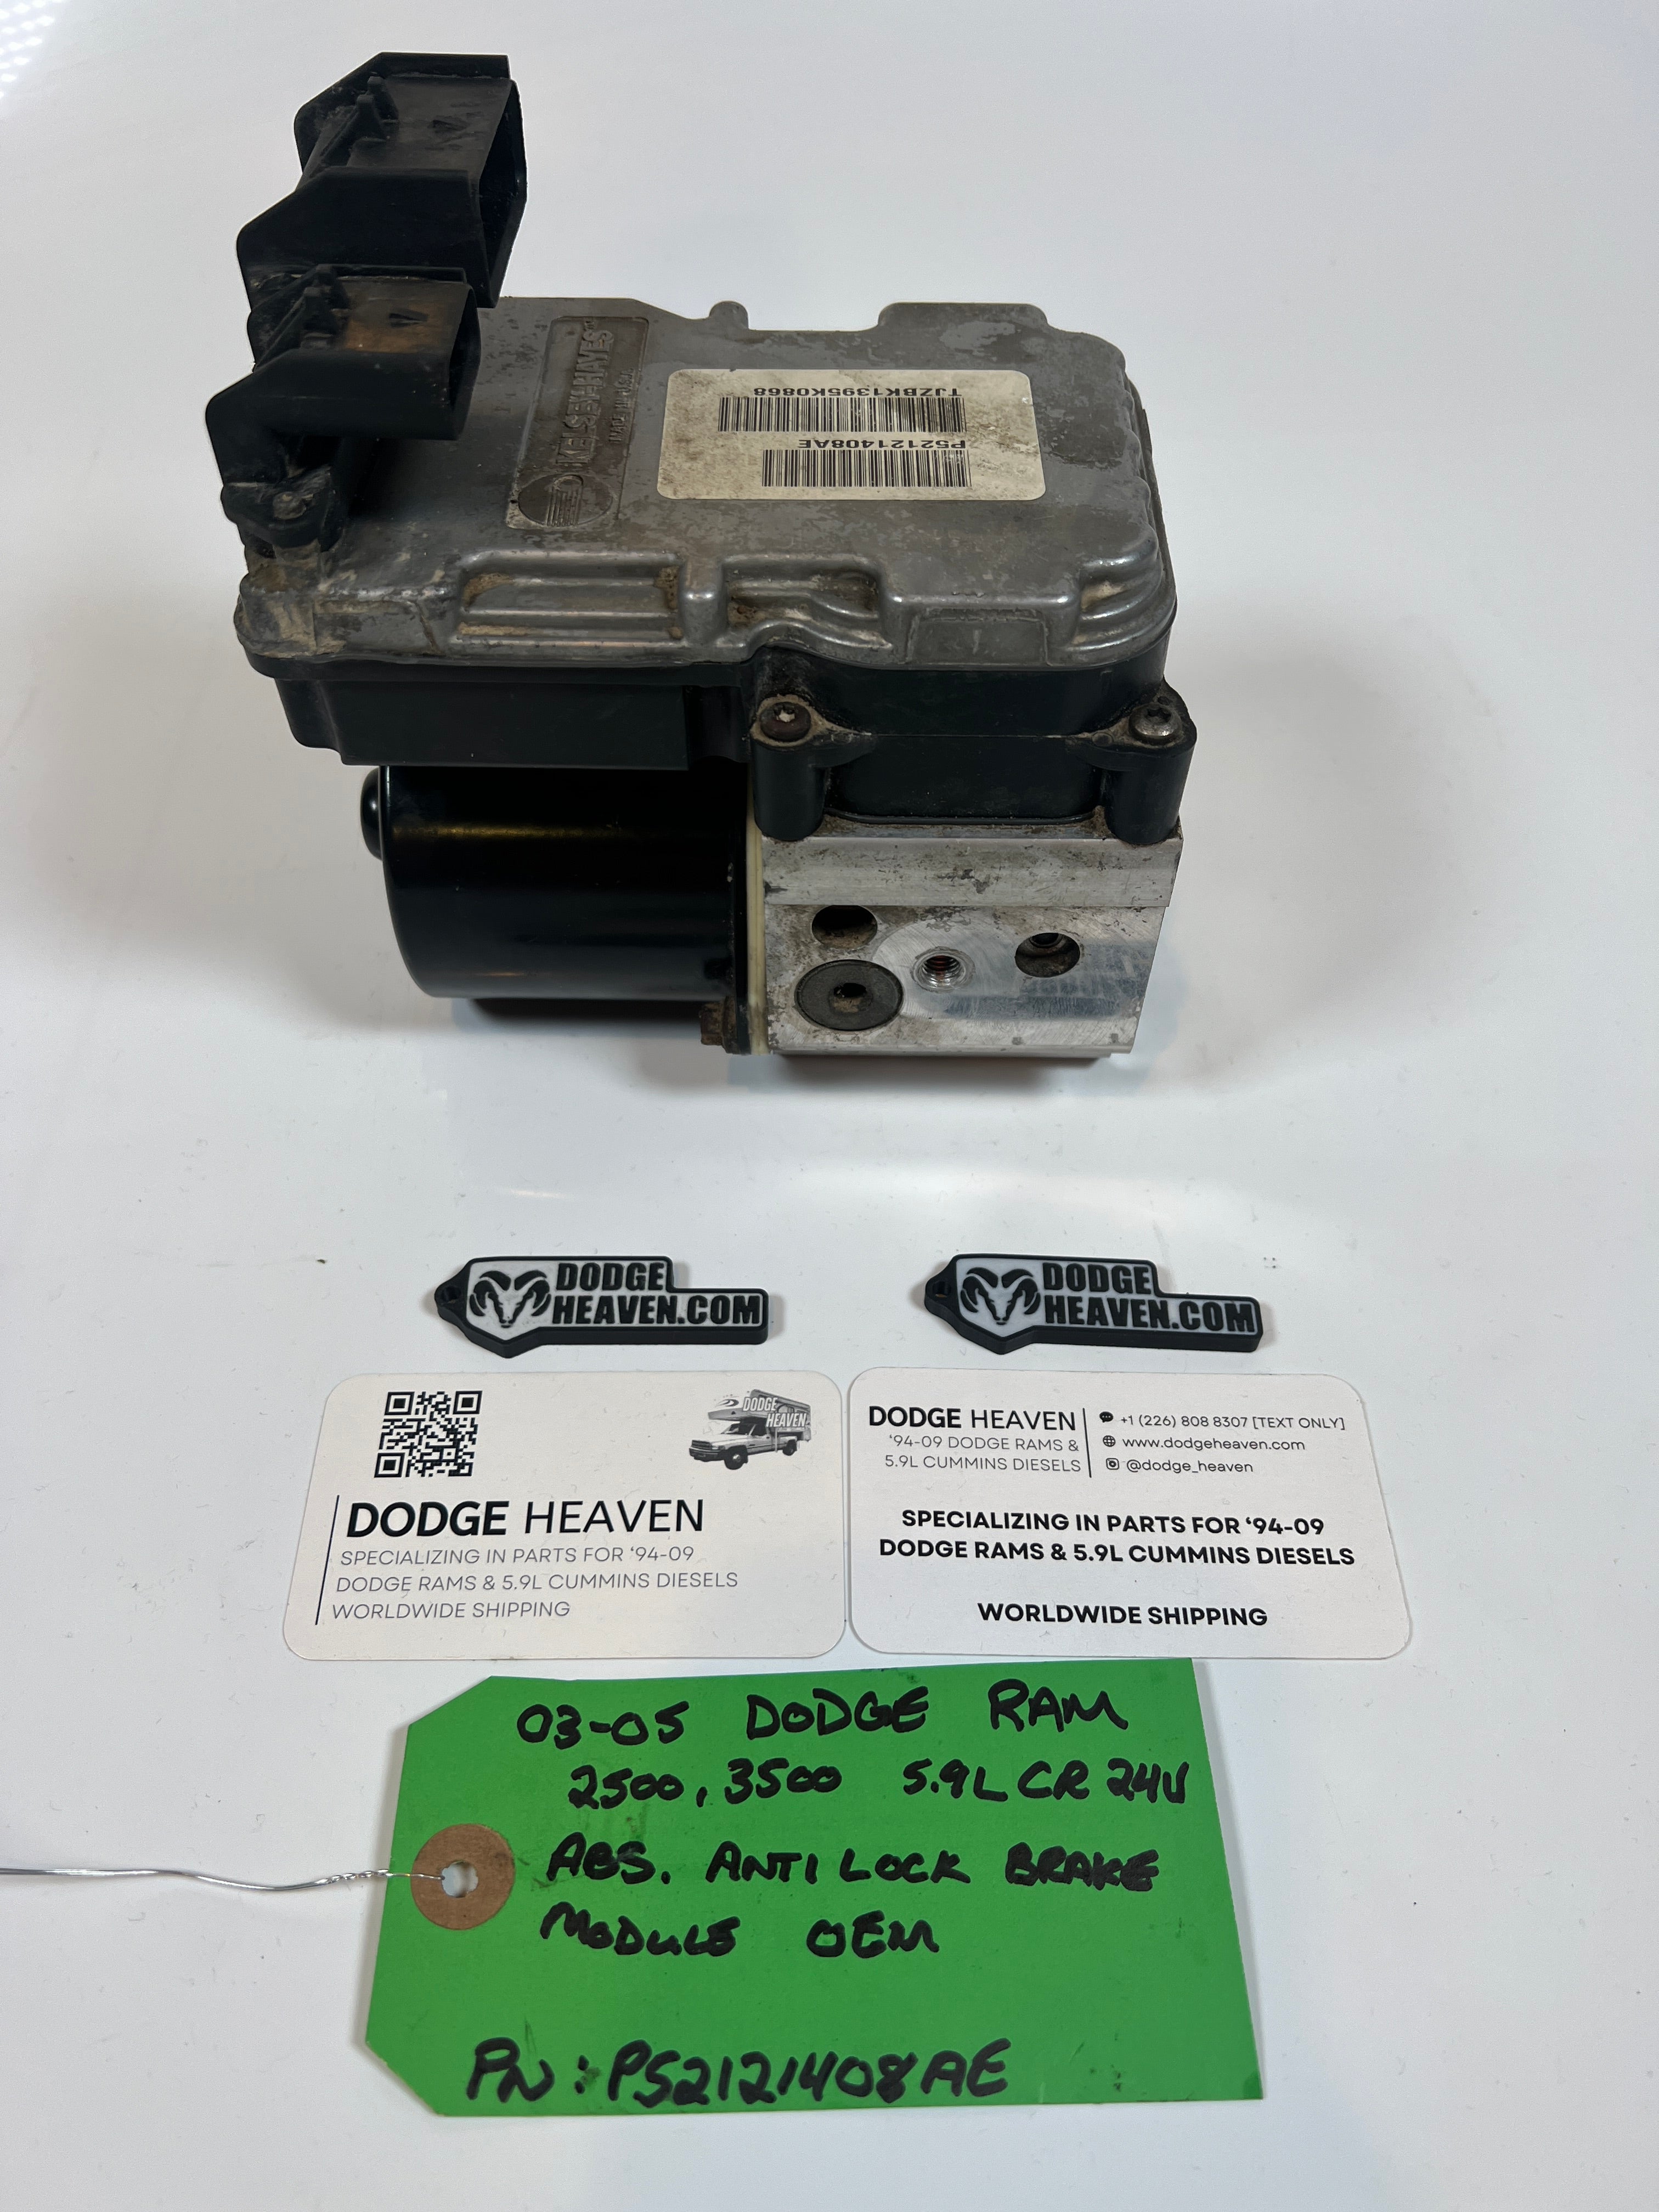 KELSEY-HAYES
MADE IN U.S.A.
TJZBK1395K0868
P52121408AE
DODGE
HEAVEN.COM
DODGE
HEAVEN.COM
DODGE
HEAVEN
DODGE HEAVEN
SPECIALIZING IN PARTS FOR ‘94-09
DODGE RAMS & 5.9L CUMMINS DIESELS
WORLDWIDE SHIPPING
DODGE HEAVEN
‘94-09 DODGE RAMS &
5.9L CUMMINS DIESELS
+1 (226) 808 8307 [TEXT ONLY]
www.dodgeheaven.com
@dodge_heaven
SPECIALIZING IN PARTS FOR ‘94-09
DODGE RAMS & 5.9L CUMMINS DIESELS
WORLDWIDE SHIPPING
03-05 DODGE RAM
2500, 3500 5.9L CR 24V
ABS. ANTI LOCK BRAKE
MODULE OEM
PN: P52121408AE